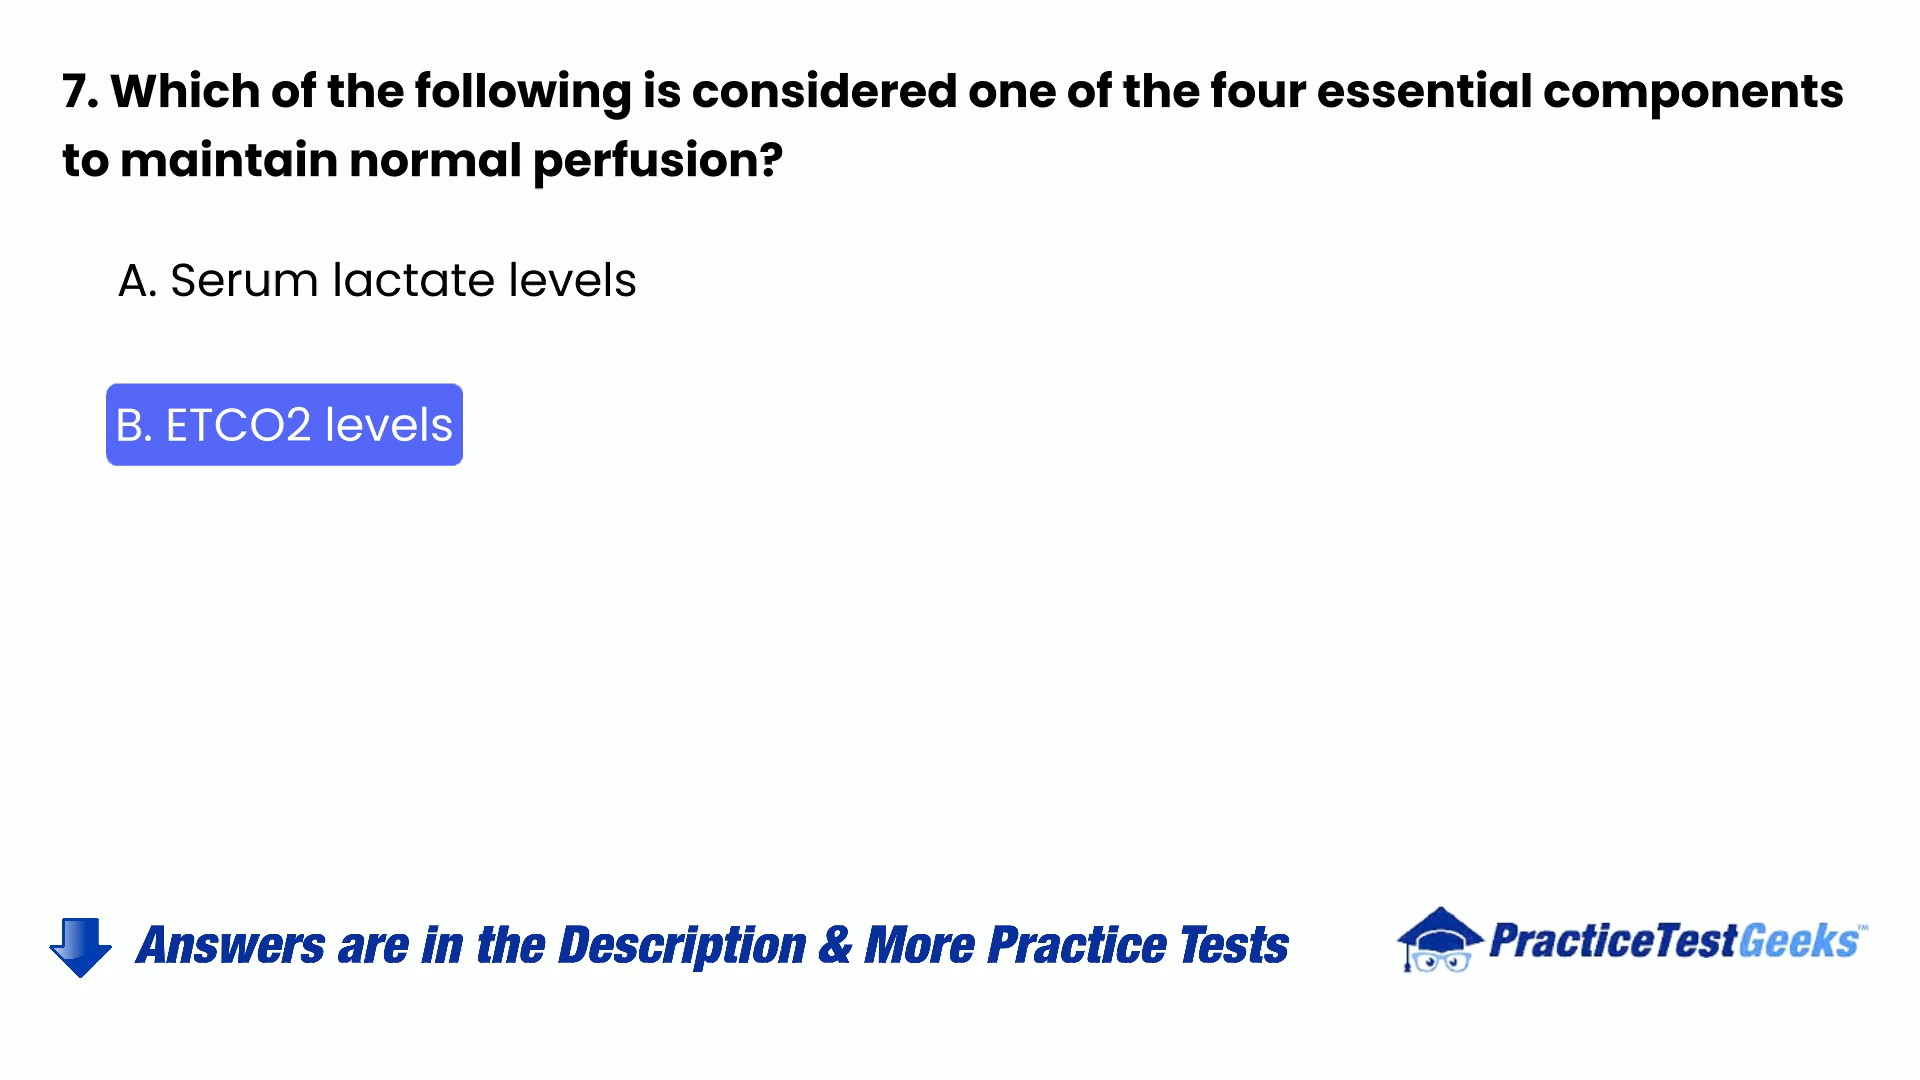 7. Which of the following is considered one of the four essential components
to maintain normal perfusion?
A. Serum lactate levels
B. ETCO2 levels
Answers are in the Description & More Practice Tests
PracticeTestGeeks™